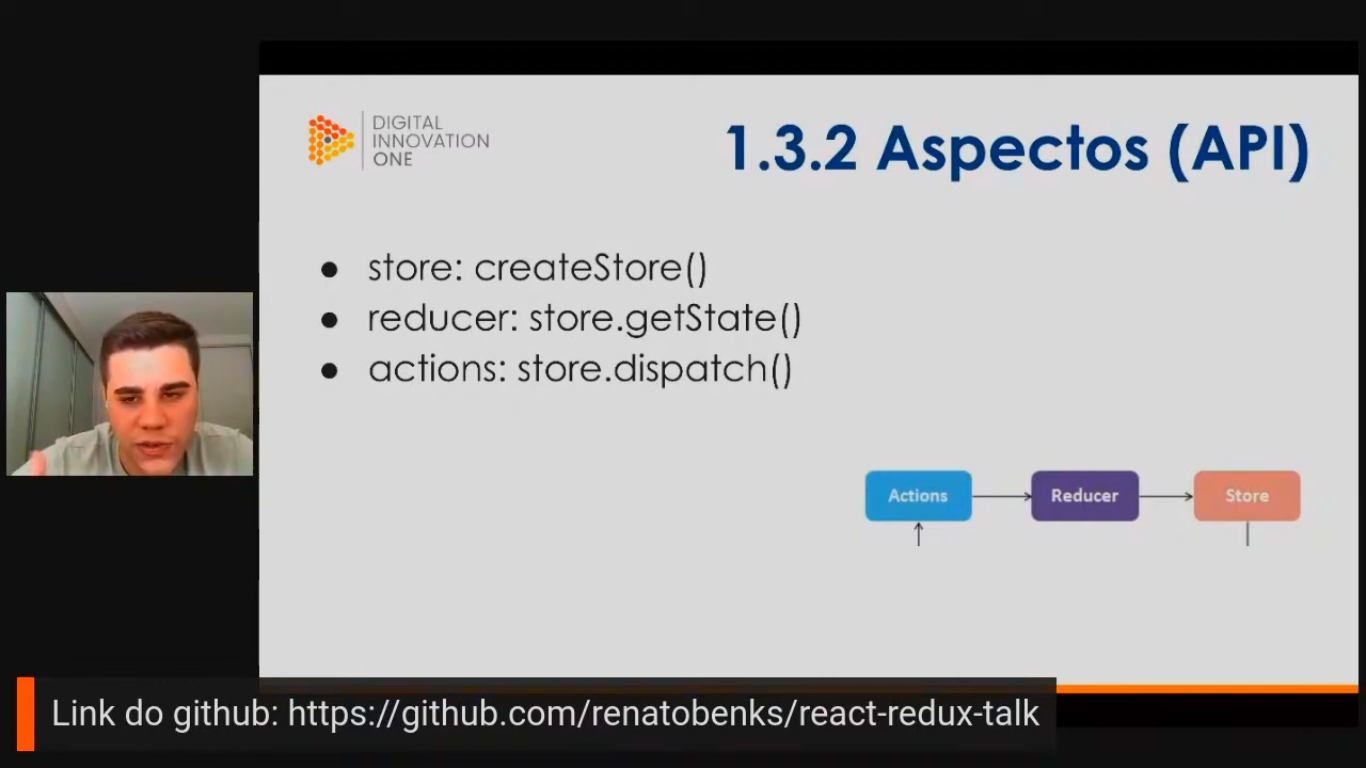 DIGITAL
INNOVATION
ONE
1.3.2 Aspectos (API)
● store: createStore()
● reducer: store.getState()
● actions: store.dispatch()
Actions
Reducer
Store
Link do github: https://github.com/renatobenks/react-redux-talk